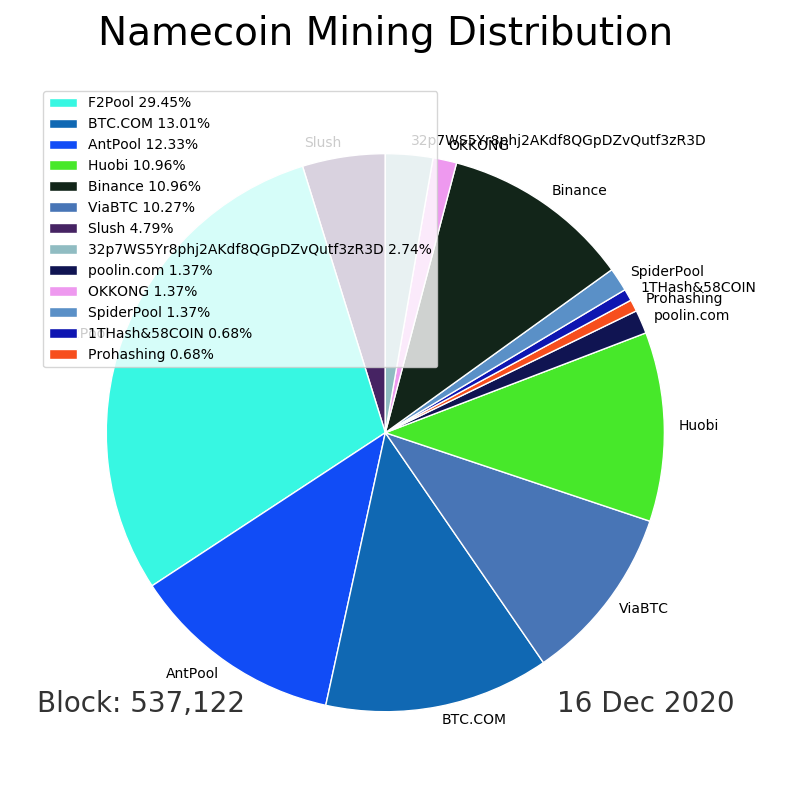 Namecoin Mining Distribution
F2Pool 29.45%
BTC.COM 13.01%
AntPool 12.33%
Huobi 10.96%
Binance 10.96%
ViaBTC 10.27%
Slush 4.79%
32p7WS5Yr8phj2AKdf8QGpDZvQutf3zR3D 2.74%
poolin.com 1.37%
OKKONG 1.37%
SpiderPool 1.37%
1THash&58COIN 0.68%
Prohashing 0.68%
Slush
32p7WS5Yr8phj2AKdf8QGpDZvQutf3zR3D
OKKONG
Binance
SpiderPool
1THash&58COIN
Prohashing
poolin.com
Huobi
ViaBTC
BTC.COM
AntPool
Block: 537,122
16 Dec 2020